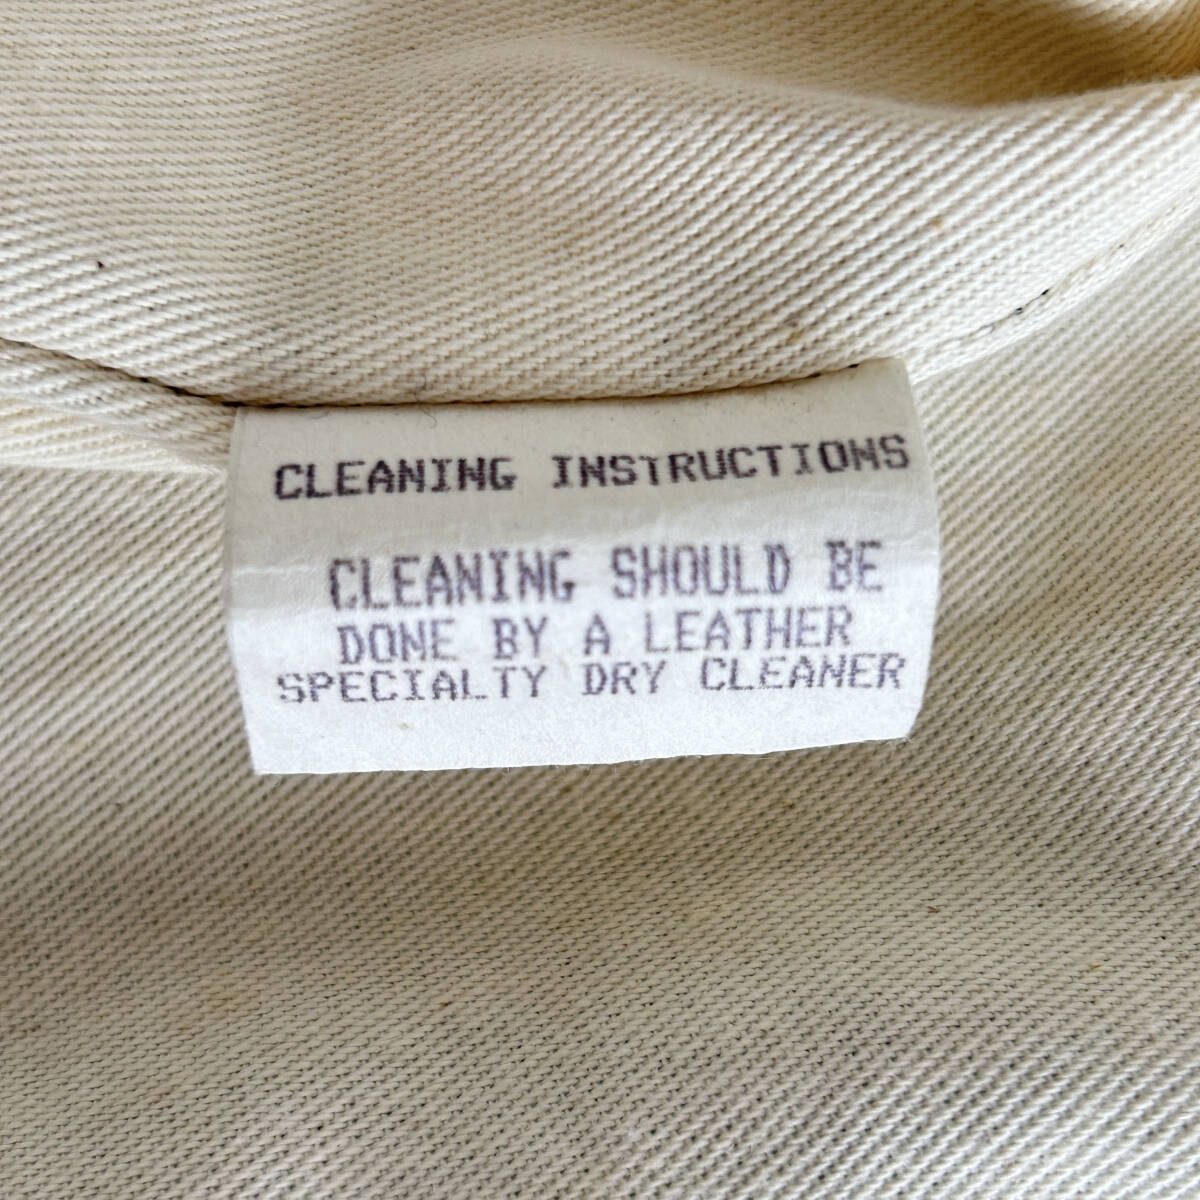 CLEANING INSTRUCTIONS
CLEANING SHOULD BE
DONE BY A LEATHER
SPECIALTY DRY CLEANER